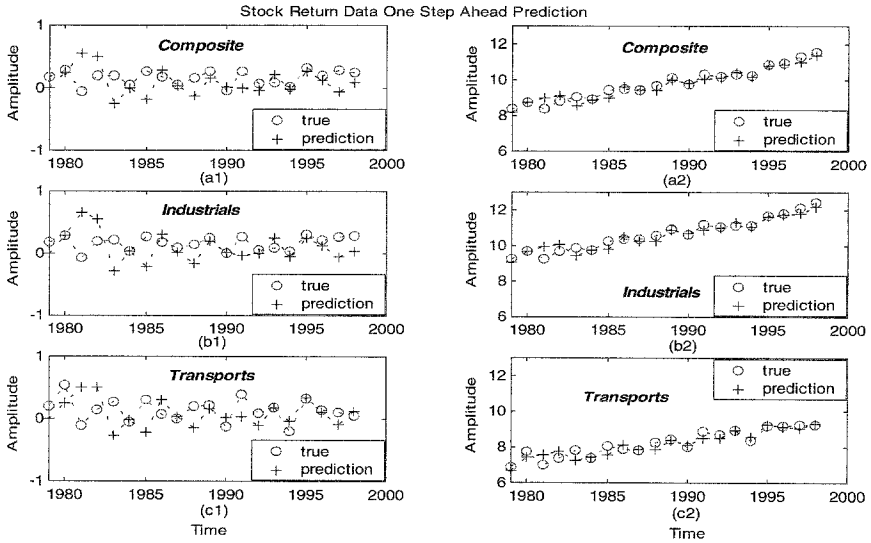 Stock Return Data One Step Ahead Prediction
1
0
-1
Amplitude
Composite
true
prediction
1980 1985 1990 1995 2000
(a1)
12
10
8
6
Amplitude
Composite
true
prediction
1980 1985 1990 1995 2000
(a2)
1
0
-1
Amplitude
Industrials
true
prediction
1980 1985 1990 1995 2000
(b1)
12
10
8
6
Amplitude
Industrials
true
prediction
1980 1985 1990 1995 2000
(b2)
1
0
-1
Amplitude
Transports
true
prediction
1980 1985 1990 1995 2000
(c1)
Time
12
10
8
6
Amplitude
true
prediction
Transports
1980 1985 1990 1995 2000
(c2)
Time